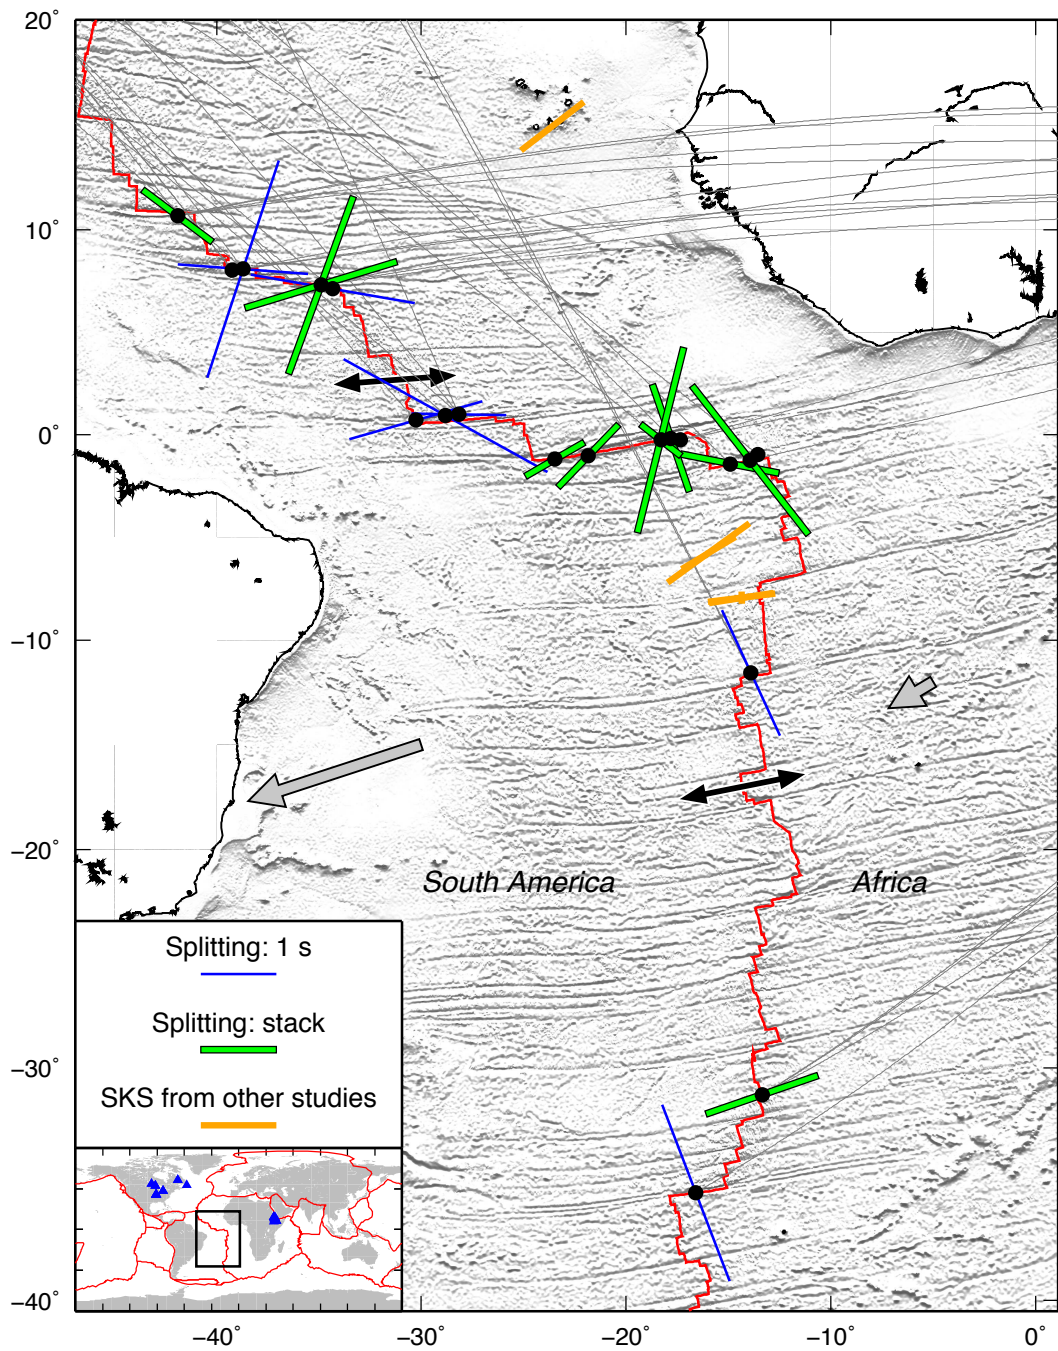 20°
10°
0°
−10°
−20°
South America
Africa
Splitting: 1 s
Splitting: stack
−30°
SKS from other studies
−40°
−40°
−30°
−20°
−10°
0°